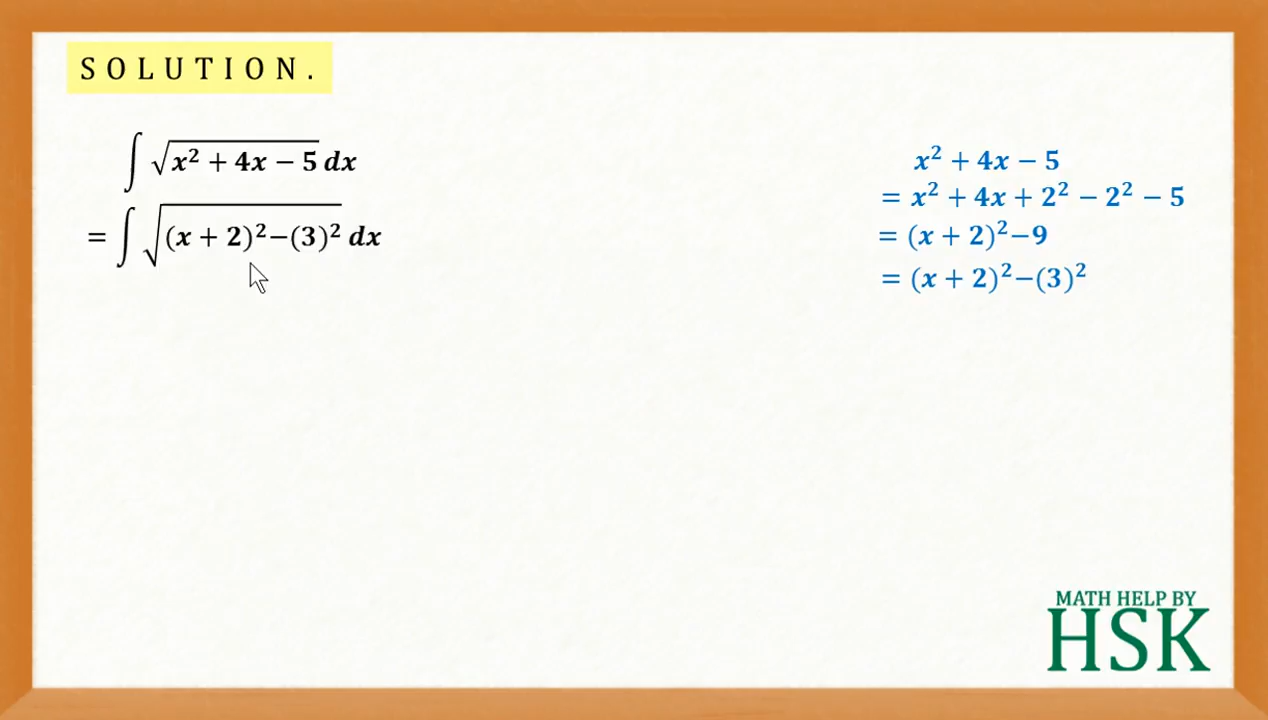 SOLUTION.
∫ √(x² + 4x − 5) dx
= ∫ √((x + 2)²−(3)²) dx
x² + 4x − 5
= x² + 4x + 2² − 2² − 5
= (x + 2)²−9
= (x + 2)²−(3)²
MATH HELP BY
HSK